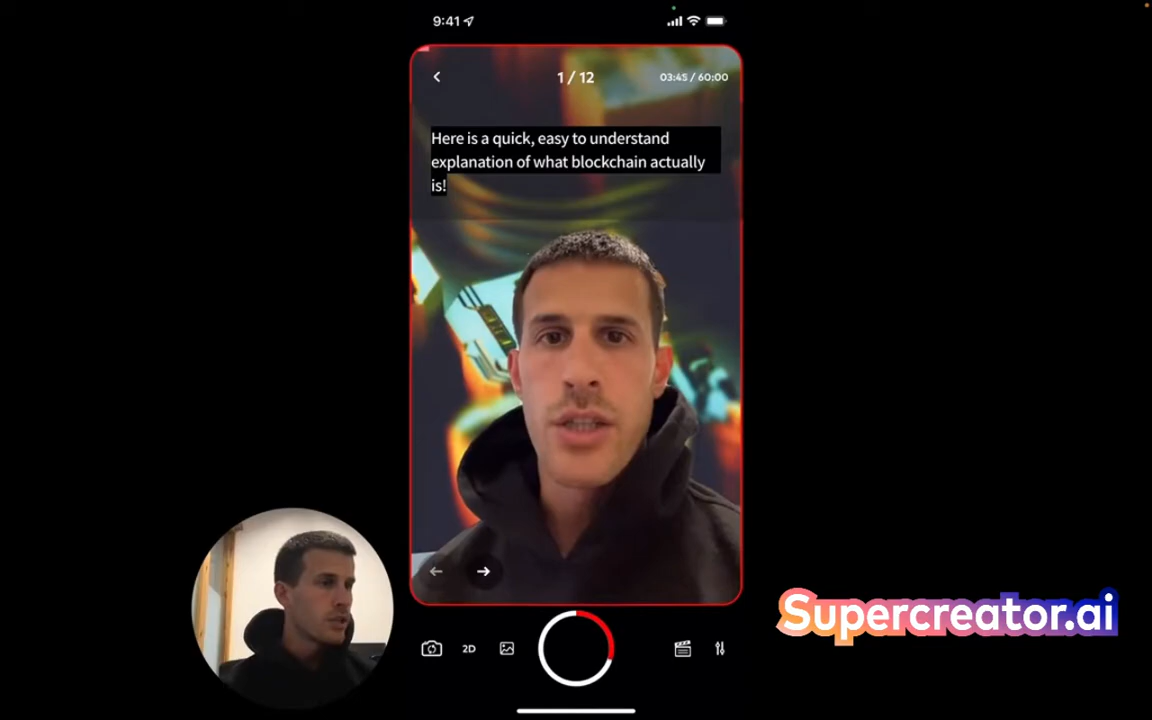 9:41
1 / 12
03:45 / 60:00
Here is a quick, easy to understand
explanation of what blockchain actually
is!
2D
Supercreator.ai